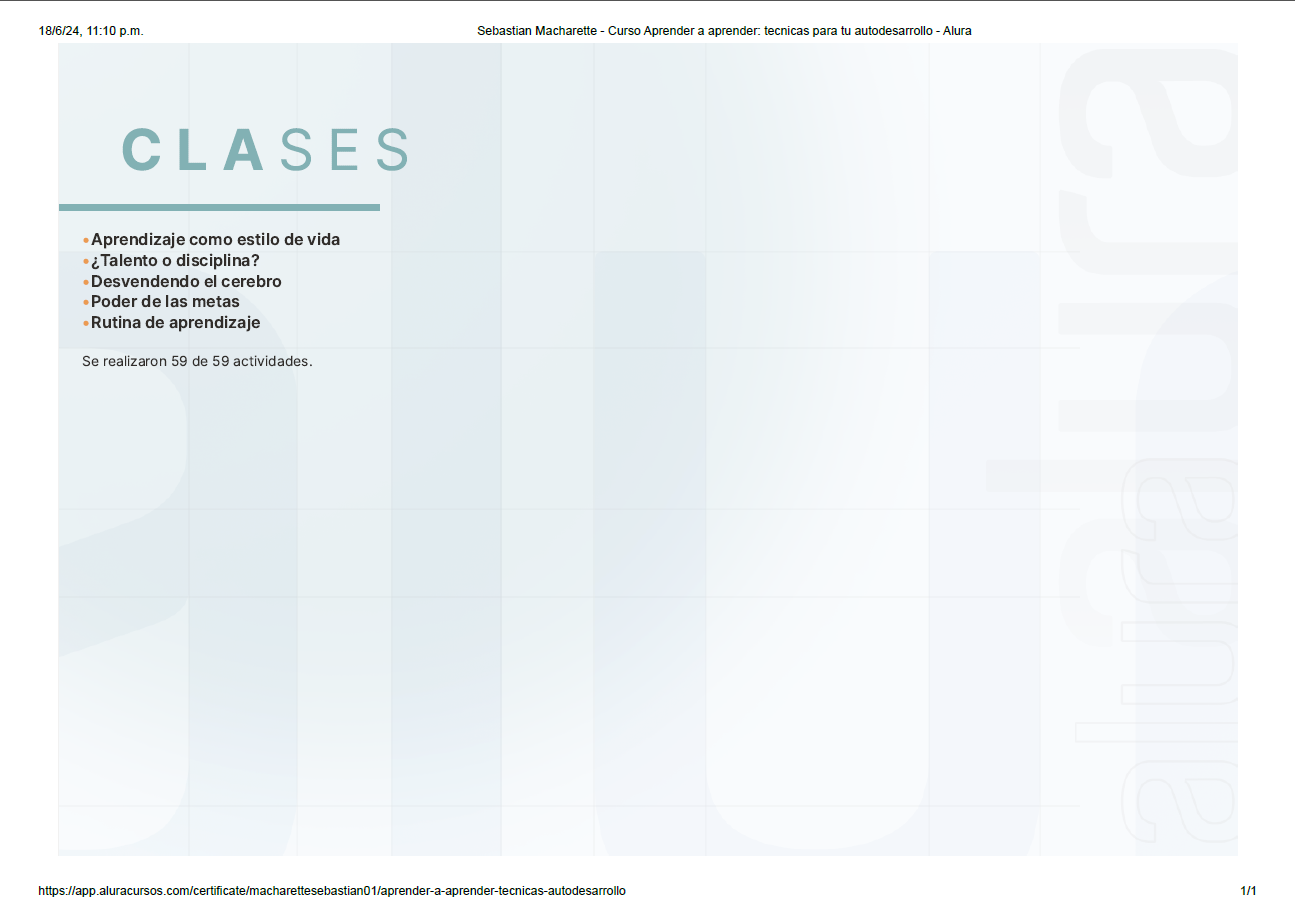 18/6/24, 11:10 p.m.
Sebastian Macharette - Curso Aprender a aprender: tecnicas para tu autodesarrollo - Alura
CLASES
•Aprendizaje como estilo de vida
•¿Talento o disciplina?
•Desvendendo el cerebro
•Poder de las metas
•Rutina de aprendizaje
Se realizaron 59 de 59 actividades.
alura
alura
https://app.aluracursos.com/certificate/macharettesebastian01/aprender-a-aprender-tecnicas-autodesarrollo
1/1